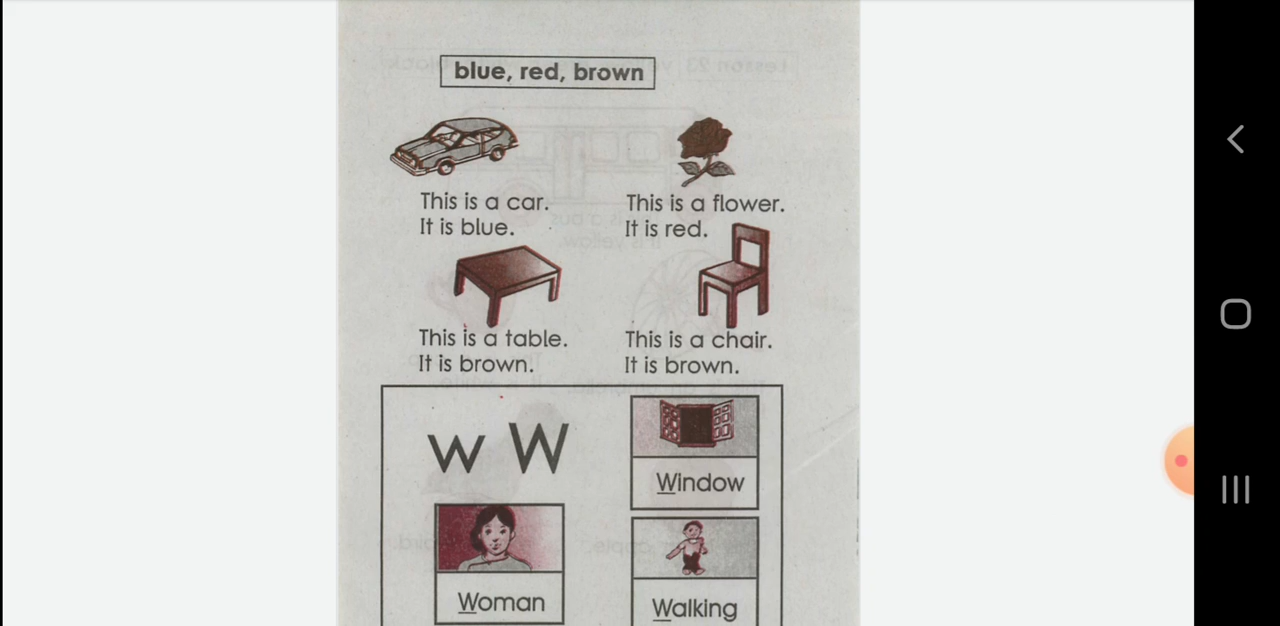 blue, red, brown
This is a car.
It is blue.
This is a flower.
It is red.
This is a table.
It is brown.
This is a chair.
It is brown.
w W
Window
Woman
Walking